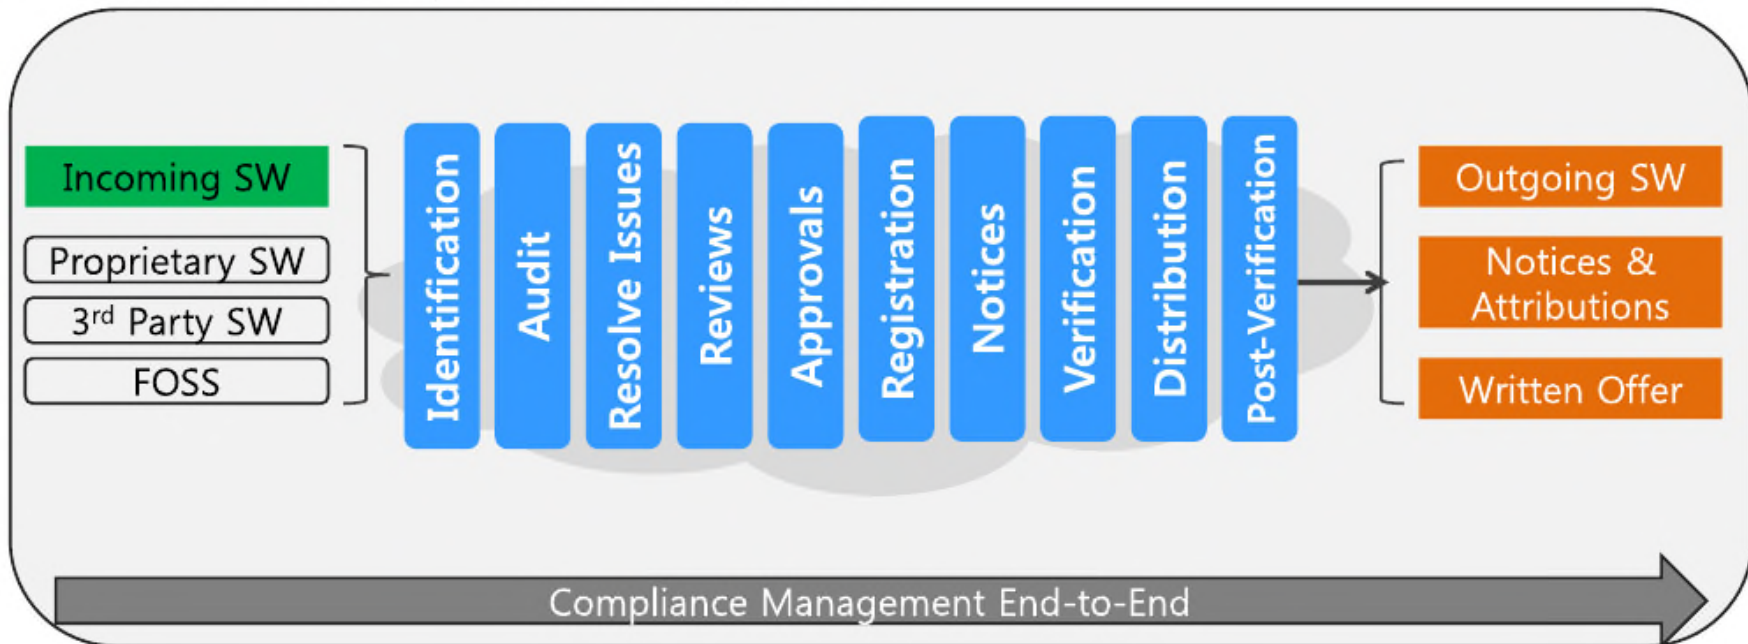 Incoming SW
Proprietary SW
3rd Party SW
FOSS
Identification
Audit
Resolve Issues
Reviews
Approvals
Registration
Notices
Verification
Distribution
Post-Verification
Outgoing SW
Notices &
Attributions
Written Offer
Compliance Management End-to-End